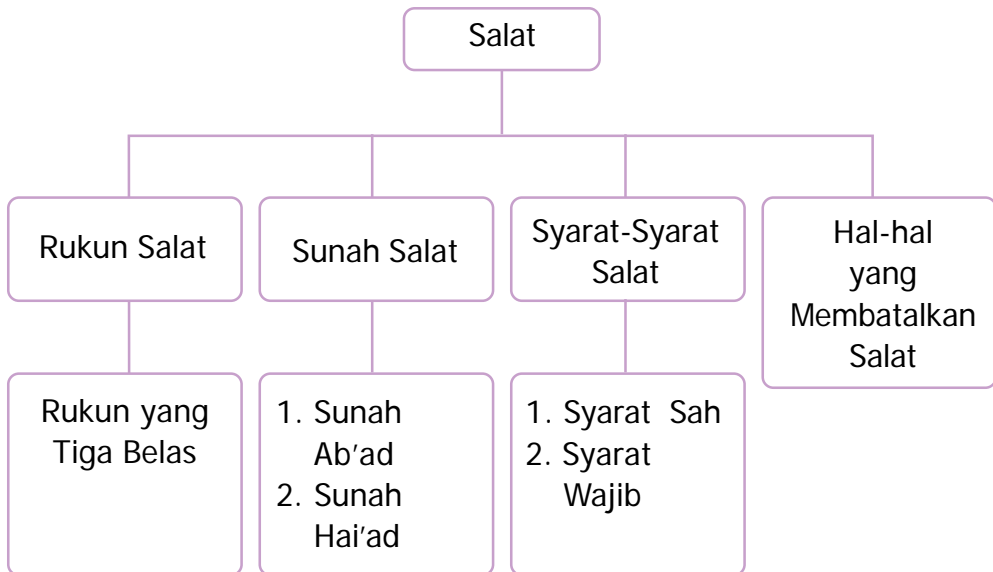 Salat
Rukun Salat
Sunah Salat
Syarat-Syarat
Salat
Hal-hal
yang
Membatalkan
Salat
Rukun yang
Tiga Belas
1. Sunah
Ab'ad
2. Sunah
Hai'ad
1. Syarat Sah
2. Syarat
Wajib